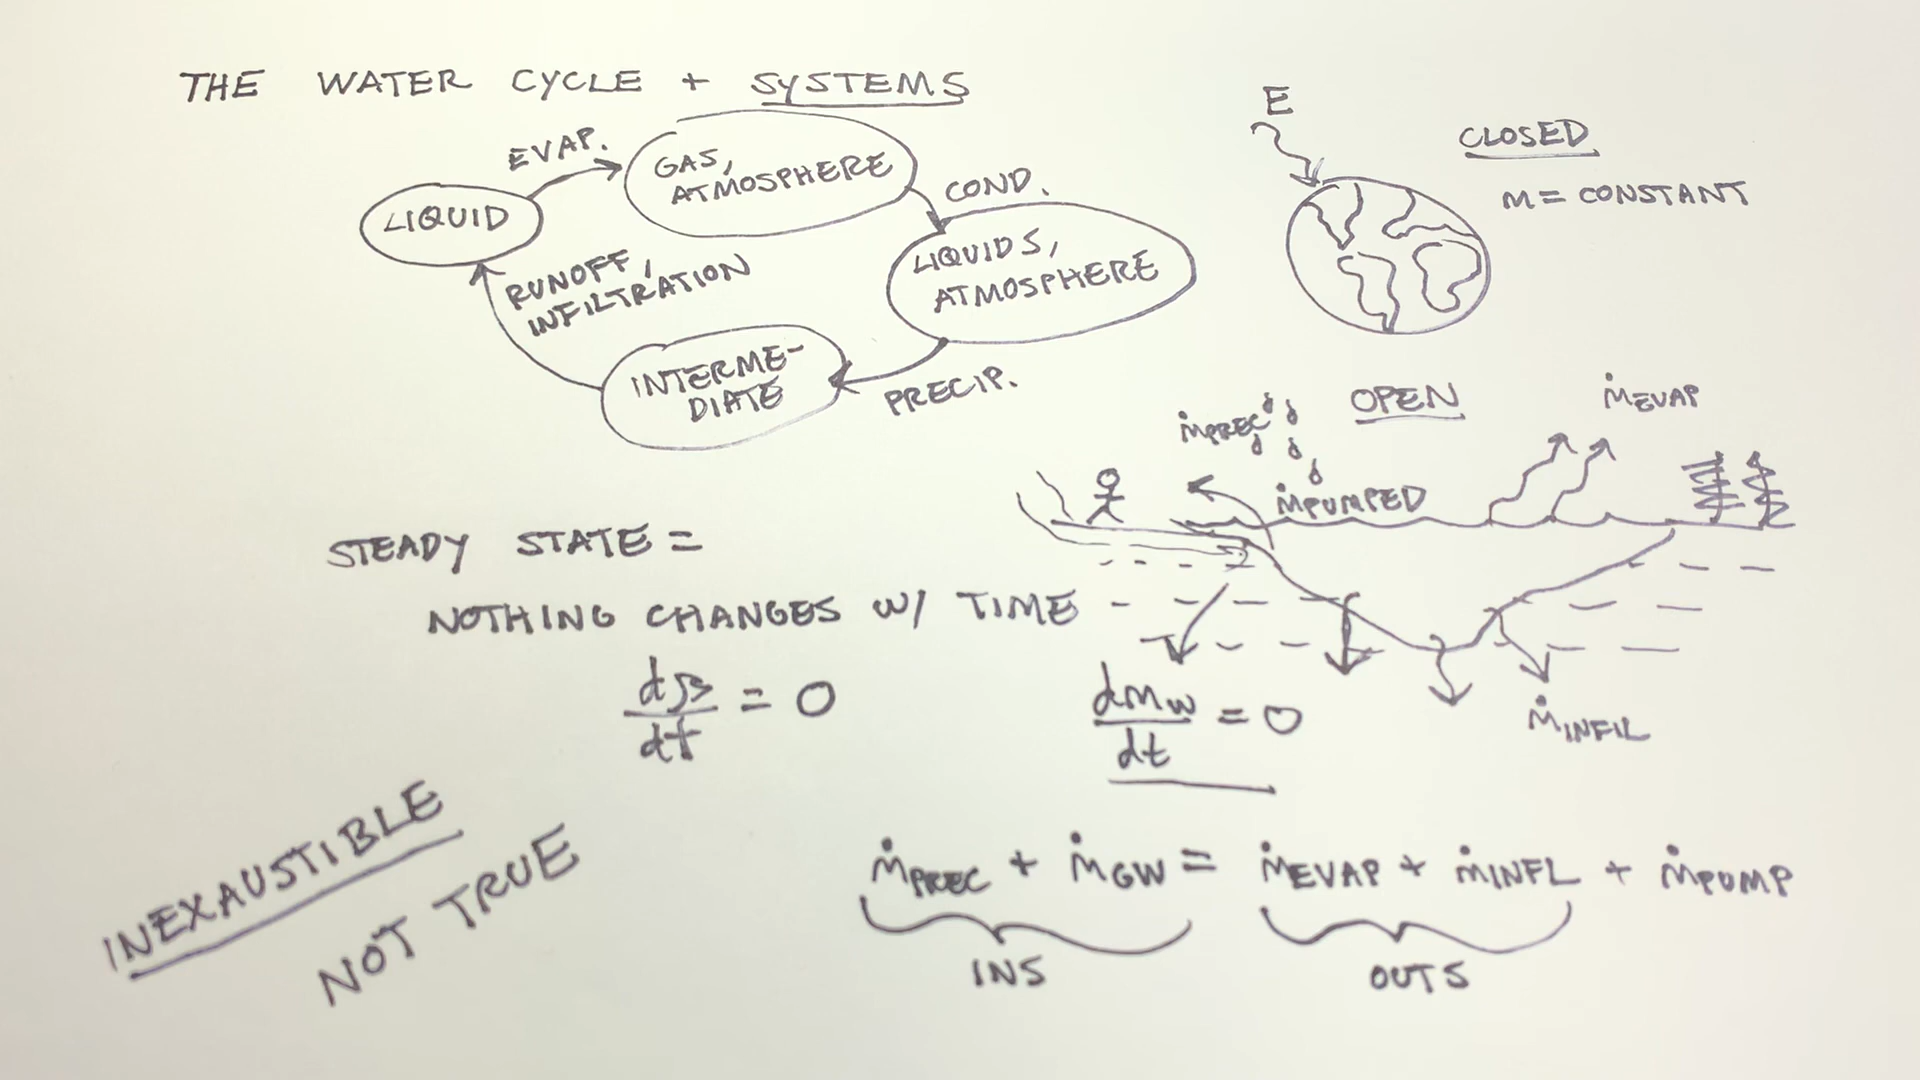 THE WATER CYCLE + SYSTEMS
EVAP.
GAS,
ATMOSPHERE
LIQUID
COND.
LIQUIDS,
ATMOSPHERE
RUNOFF,
INFILTRATION
INTERME-
DIATE
PRECIP.
E
CLOSED
M = CONSTANT
OPEN
ṁEVAP
ṁPREC
ṁPUMPED
ṁINFIL
STEADY STATE =
NOTHING CHANGES W/ TIME
= 0
dt
dmw
= 0
dt
INEXAUSTIBLE
NOT TRUE
ṁPREC + ṁGW = ṁEVAP + ṁINFL + ṁPUMP
INS
OUTS